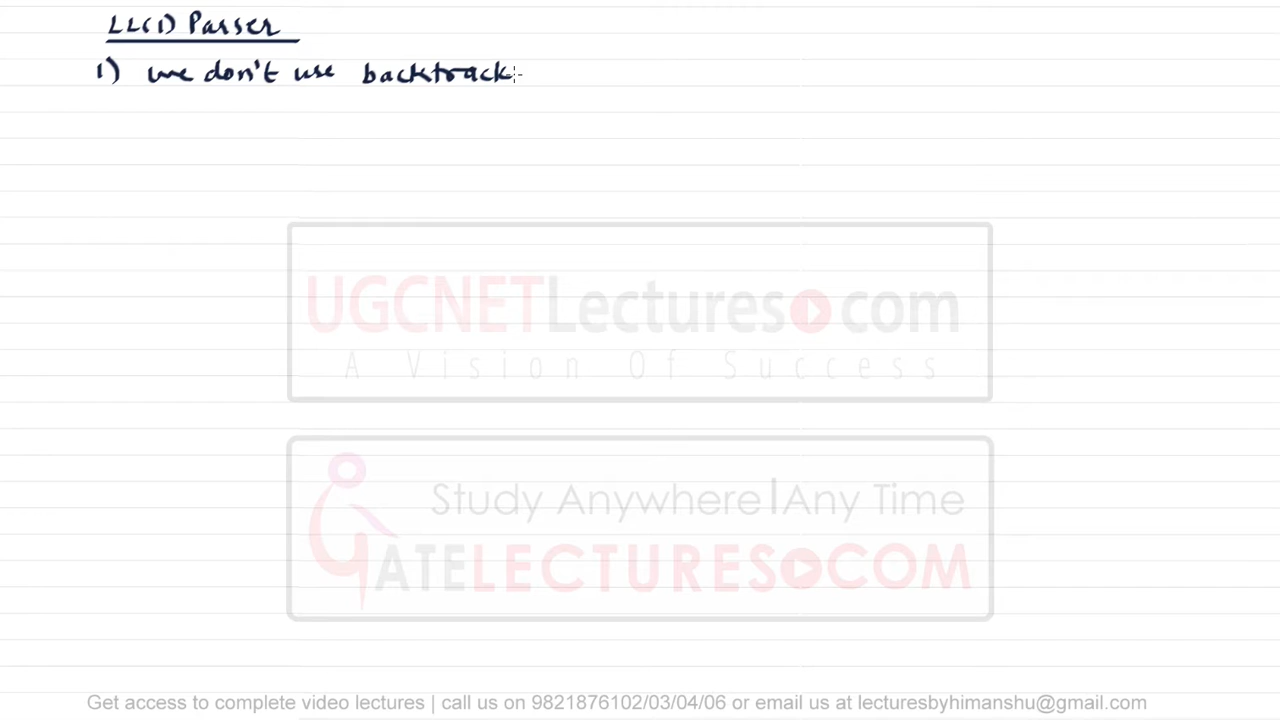 LL(1) Parser
1) we don't use backtrack
UGCNETLectures.com
A Vision Of Success
Study Anywhere|Any Time
GATELECTURES.COM
Get access to complete video lectures | call us on 9821876102/03/04/06 or email us at lecturesbyhimanshu@gmail.com